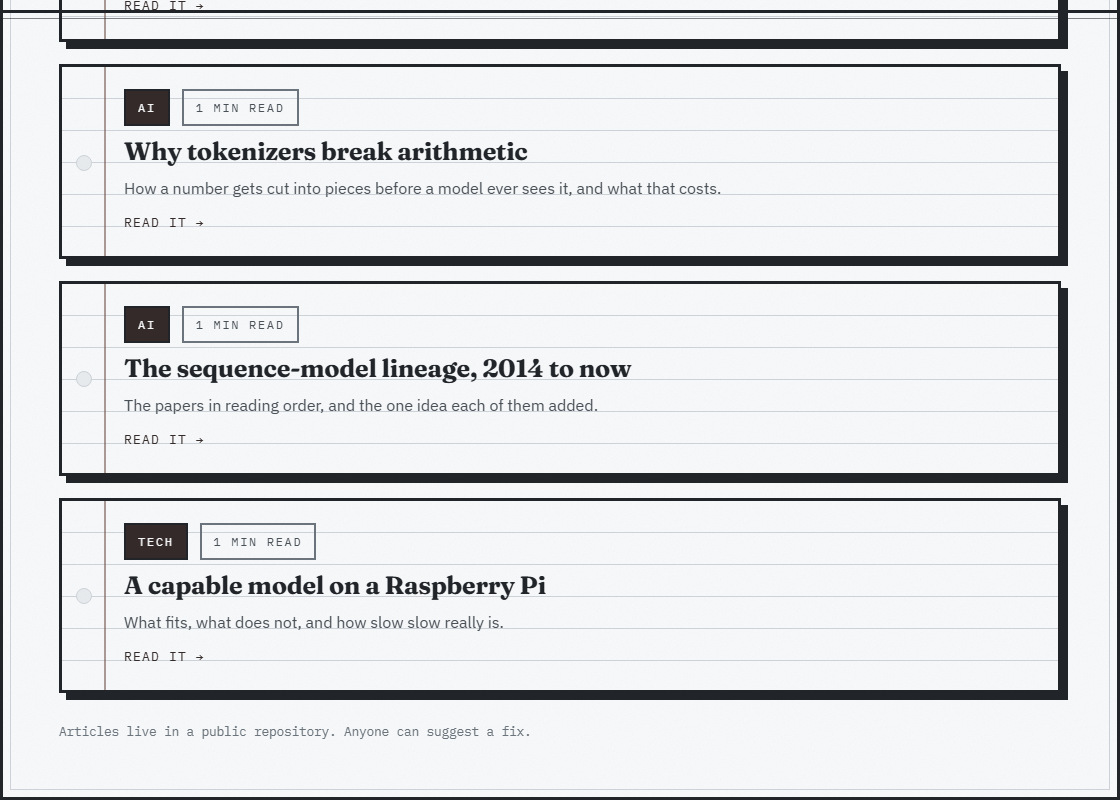 READ IT →
AI
1 MIN READ
Why tokenizers break arithmetic
How a number gets cut into pieces before a model ever sees it, and what that costs.
READ IT →
AI
1 MIN READ
The sequence-model lineage, 2014 to now
The papers in reading order, and the one idea each of them added.
READ IT →
TECH
1 MIN READ
A capable model on a Raspberry Pi
What fits, what does not, and how slow slow really is.
READ IT →
Articles live in a public repository. Anyone can suggest a fix.